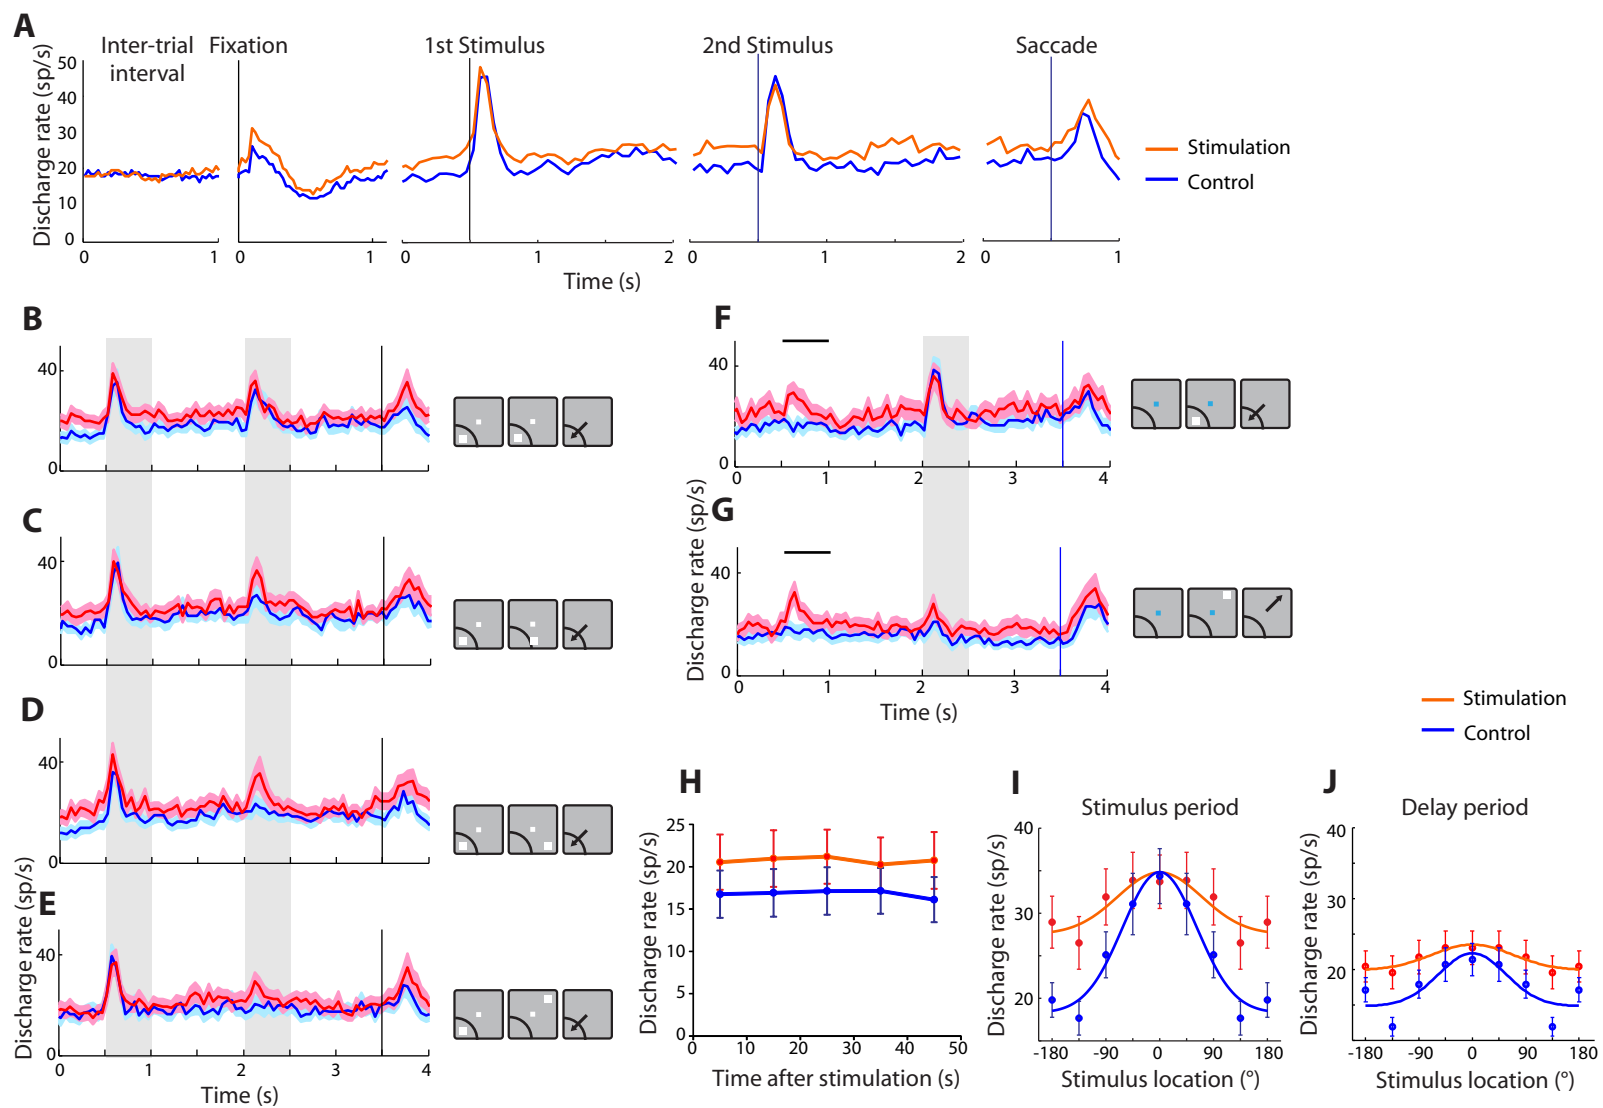 A
Inter-trial interval
Fixation
1st Stimulus
2nd Stimulus
Saccade
Discharge rate (sp/s)
50
40
30
20
10
0
0 1
0 1
0 1 2
0 1 2
0 1
Time (s)
Stimulation
Control
B
40
0
C
40
0
D
40
0
E
40
0
0 1 2 3 4
Discharge rate (sp/s)
Time (s)
F
40
0
0 1 2 3 4
G
40
0
0 1 2 3 4
Discharge rate (sp/s)
Time (s)
Stimulation
Control
H
Discharge rate (sp/s)
25
20
15
10
5
0
0 10 20 30 40 50
Time after stimulation (s)
I
Stimulus period
Discharge rate (sp/s)
40
30
20
-180 -90 0 90 180
Stimulus location (°)
J
Delay period
Discharge rate (sp/s)
40
30
20
-180 -90 0 90 180
Stimulus location (°)